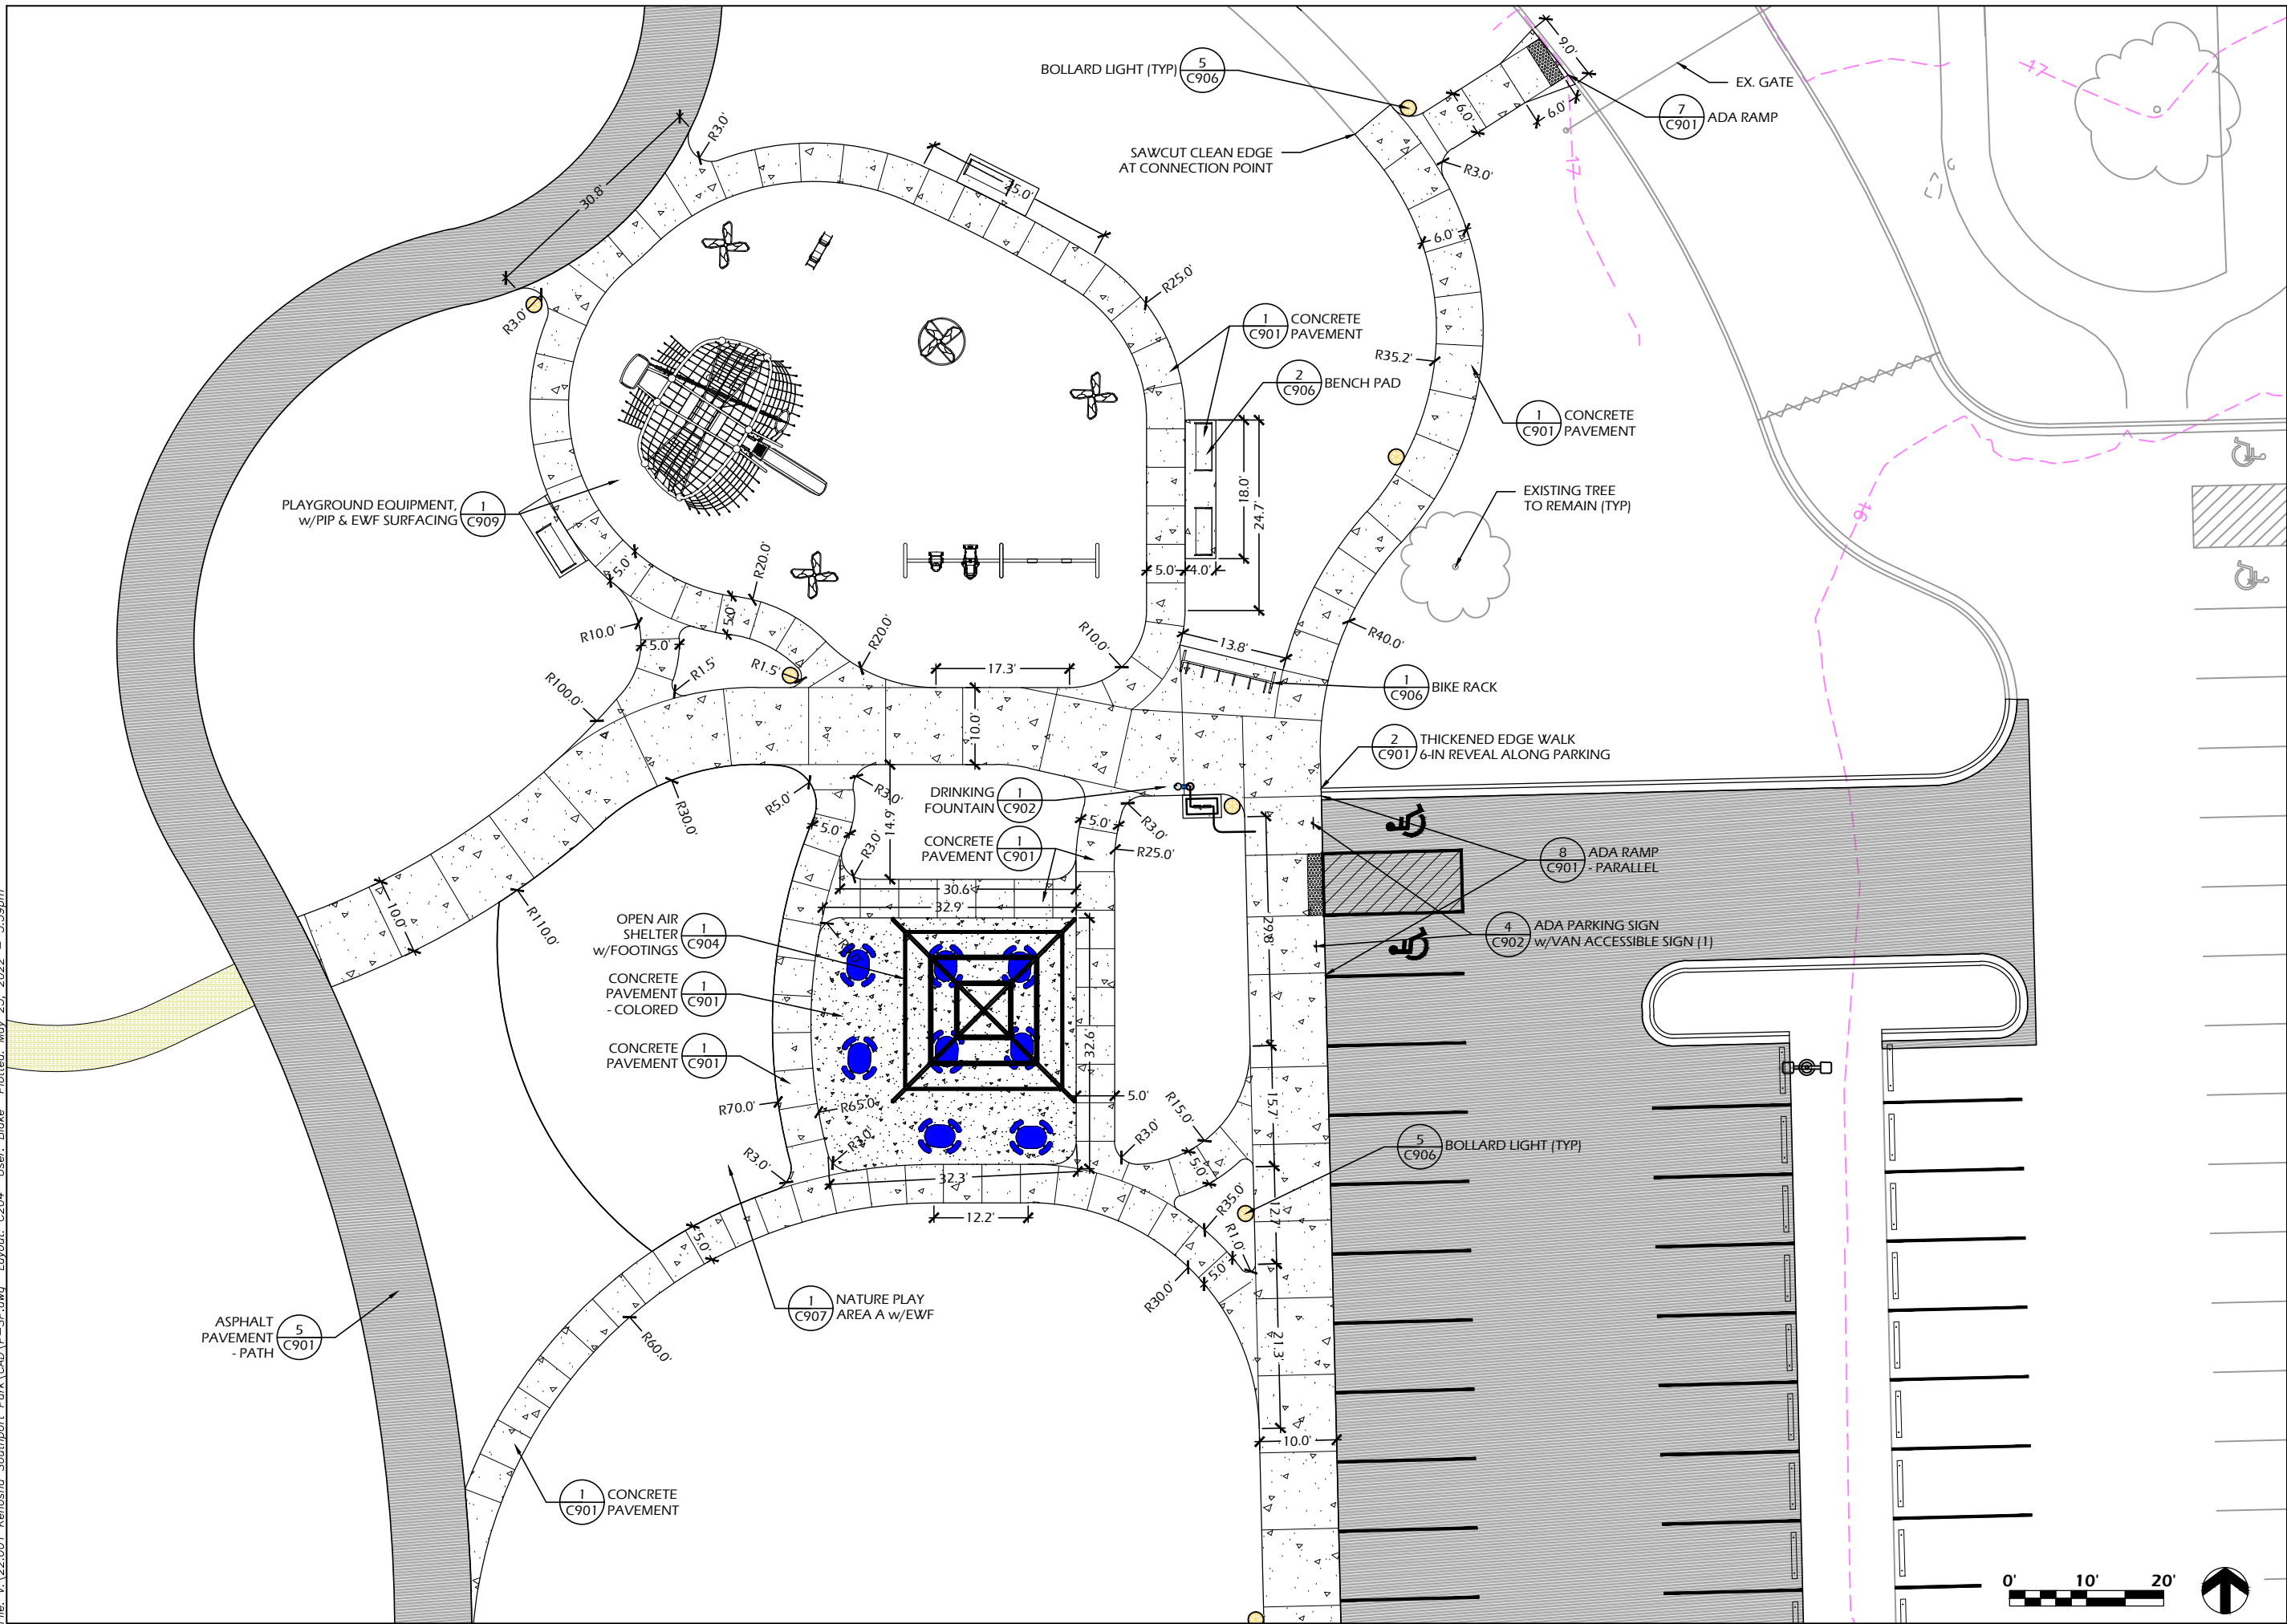 BOLLARD LIGHT (TYP)
5
C906
9.0'
EX. GATE
7
C901
ADA RAMP
6.0'
6.0'
SAWCUT CLEAN EDGE
AT CONNECTION POINT
R3.0'
17
17
R3.0'
30.8'
25.0'
6.0'
R25.0'
R3.0'
1
C901
CONCRETE
PAVEMENT
R35.2'
2
C906
BENCH PAD
1
C901
CONCRETE
PAVEMENT
PLAYGROUND EQUIPMENT,
w/PIP & EWF SURFACING
1
C909
18.0'
24.7'
EXISTING TREE
TO REMAIN (TYP)
16
5.0'
R20.0'
5.0'
5.0'
4.0'
R10.0'
5.0'
R1.5'
R1.5'
R20.0'
R10.0'
13.8'
R40.0'
17.3'
R100.0'
1
C906
BIKE RACK
10.0'
2
C901
THICKENED EDGE WALK
6-IN REVEAL ALONG PARKING
R30.0'
R5.0'
R3.0'
14.9'
DRINKING
FOUNTAIN
1
C902
5.0'
R3.0'
5.0'
R3.0'
R25.0'
CONCRETE
PAVEMENT
1
C901
8
C901
ADA RAMP
- PARALLEL
30.6'
32.9'
10.0'
R110.0'
OPEN AIR
SHELTER
w/FOOTINGS
1
C904
29.8'
4
C902
ADA PARKING SIGN
w/VAN ACCESSIBLE SIGN (1)
CONCRETE
PAVEMENT
- COLORED
1
C901
CONCRETE
PAVEMENT
1
C901
32.6'
R70.0'
R65.0'
5.0'
R15.0'
15.7'
R3.0'
R3.0'
R3.0'
5.0'
5
C906
BOLLARD LIGHT (TYP)
32.3'
12.2'
R35.0'
12.7'
R1.0'
5.0'
5.0'
R30.0'
1
C907
NATURE PLAY
AREA A w/EWF
ASPHALT
PAVEMENT
- PATH
5
C901
R60.0'
21.3'
10.0'
1
C901
CONCRETE
PAVEMENT
0' 10' 20'